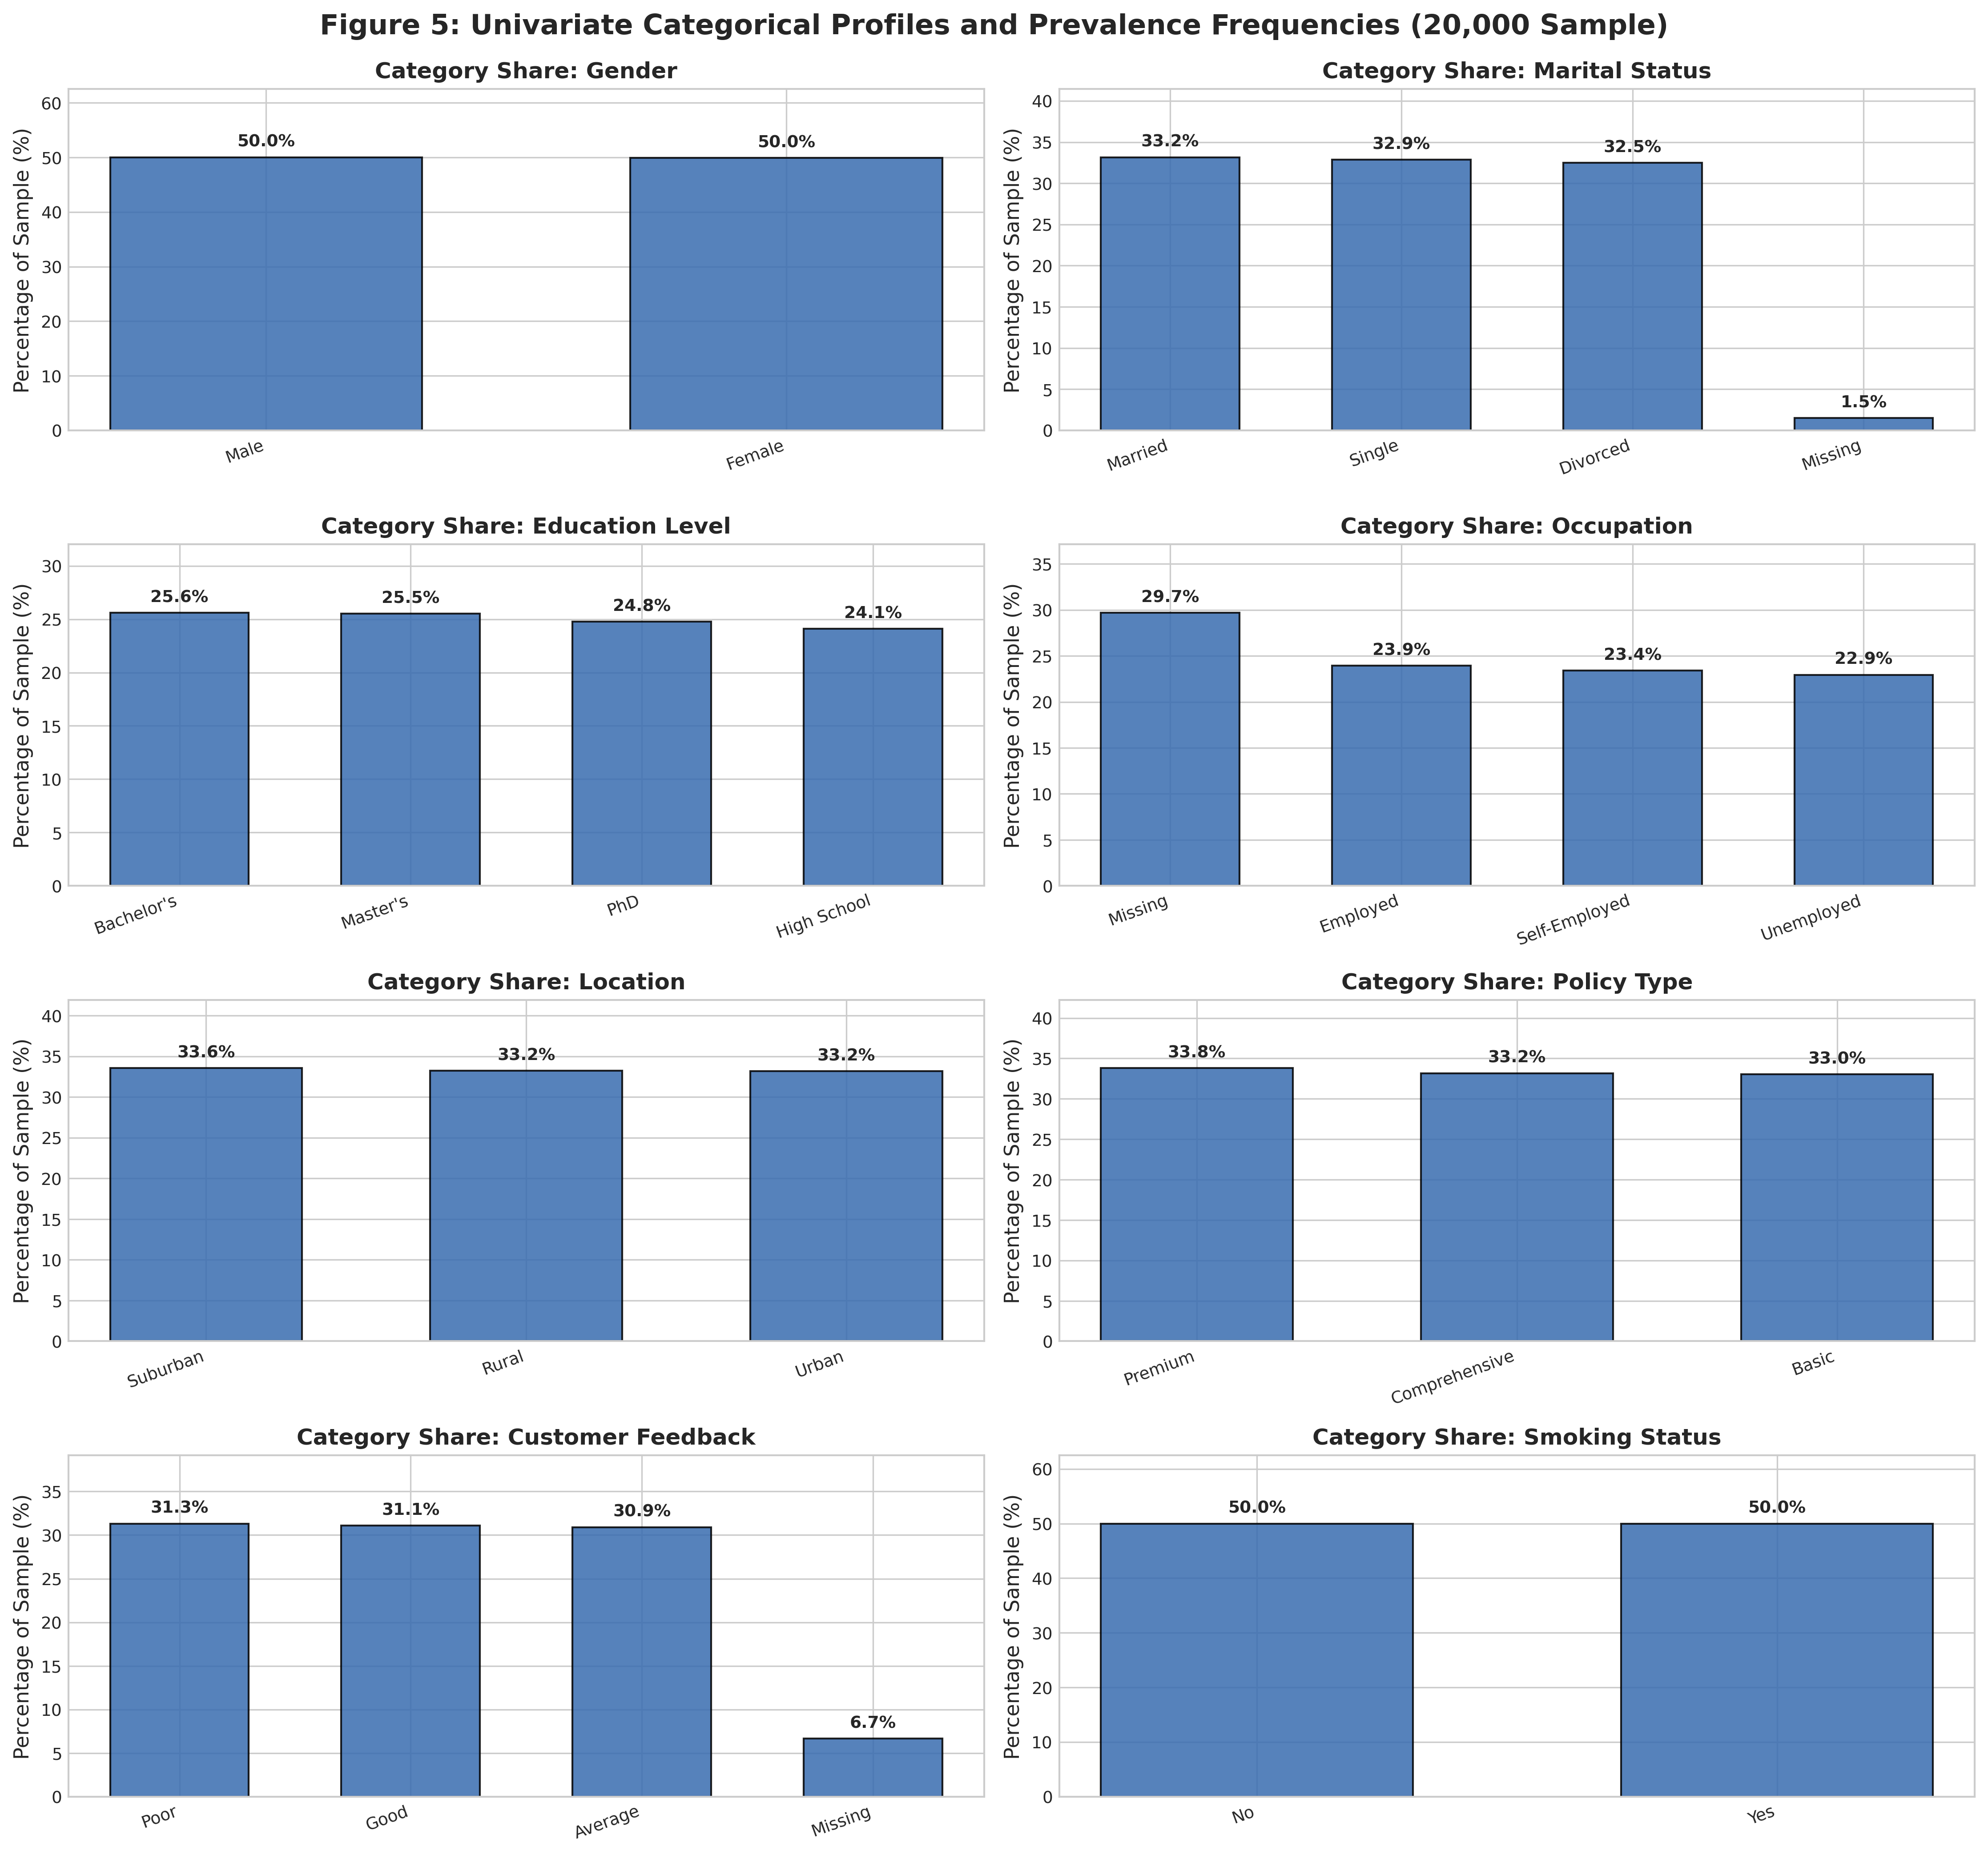 Figure 5: Univariate Categorical Profiles and Prevalence Frequencies (20,000 Sample)
Category Share: Gender
Percentage of Sample (%)
60
50
40
30
20
10
0
50.0%
50.0%
Male
Female
Category Share: Marital Status
Percentage of Sample (%)
40
35
30
25
20
15
10
5
0
33.2%
32.9%
32.5%
1.5%
Married
Single
Divorced
Missing
Category Share: Education Level
Percentage of Sample (%)
30
25
20
15
10
5
0
25.6%
25.5%
24.8%
24.1%
Bachelor's
Master's
PhD
High School
Category Share: Occupation
Percentage of Sample (%)
35
30
25
20
15
10
5
0
29.7%
23.9%
23.4%
22.9%
Missing
Employed
Self-Employed
Unemployed
Category Share: Location
Percentage of Sample (%)
40
35
30
25
20
15
10
5
0
33.6%
33.2%
33.2%
Suburban
Rural
Urban
Category Share: Policy Type
Percentage of Sample (%)
40
35
30
25
20
15
10
5
0
33.8%
33.2%
33.0%
Premium
Comprehensive
Basic
Category Share: Customer Feedback
Percentage of Sample (%)
35
30
25
20
15
10
5
0
31.3%
31.1%
30.9%
6.7%
Poor
Good
Average
Missing
Category Share: Smoking Status
Percentage of Sample (%)
60
50
40
30
20
10
0
50.0%
50.0%
No
Yes